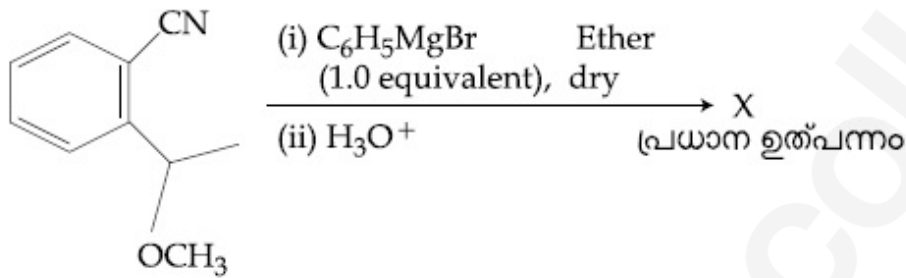 CN
(i) C₆H₅MgBr Ether
(1.0 equivalent), dry
(ii) H₃O⁺
X
പ്രധാന ഉത്പന്നം
OCH₃